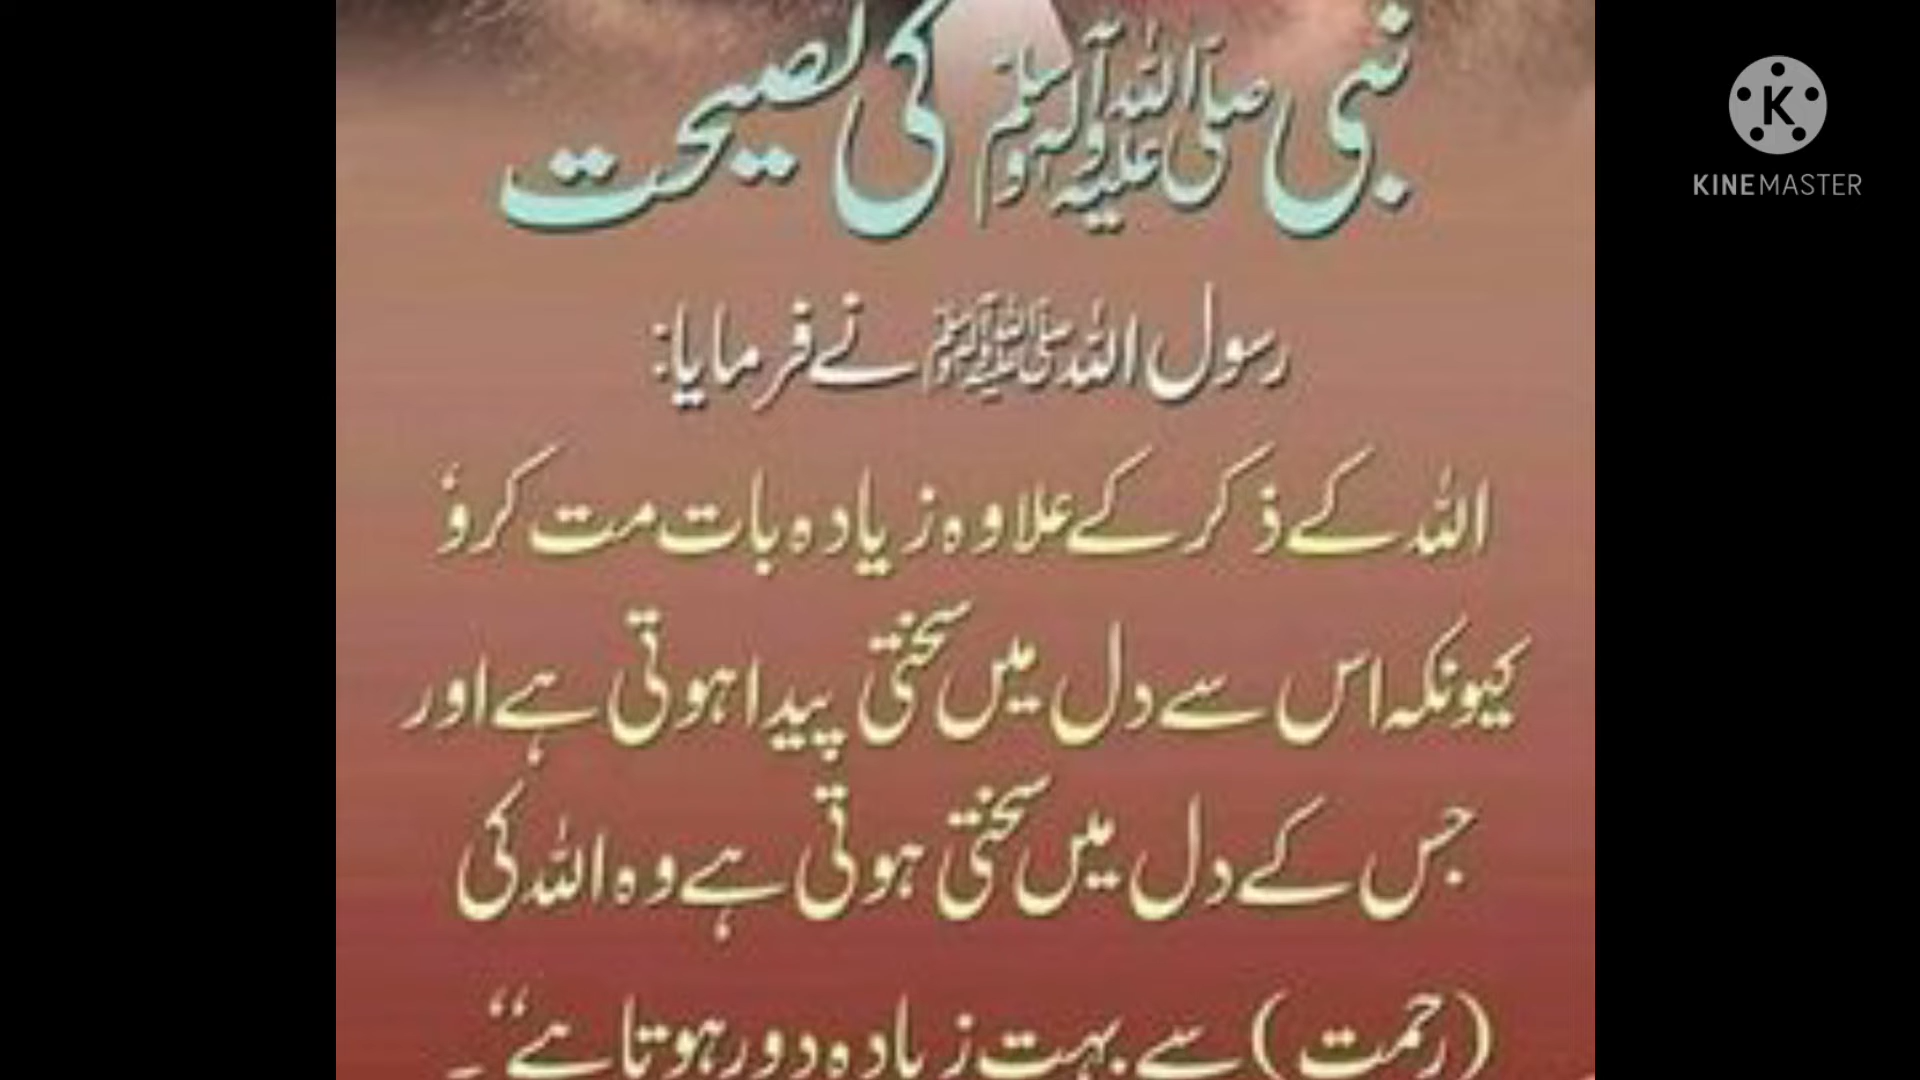 نبی صلی اللہ علیہ وآلہ وسلم کی نصیحت
رسول اللہ صلی اللہ علیہ وآلہ وسلم نے فرمایا:
اللہ کے ذکر کے علاوہ زیادہ بات مت کرو'
کیونکہ اس سے دل میں سختی پیدا ہوتی ہے اور
جس کے دل میں سختی ہوتی ہے وہ اللہ کی
(رحمت) سے بہت زیادہ دور ہوتا ہے‘‘۔
K
KINEMASTER